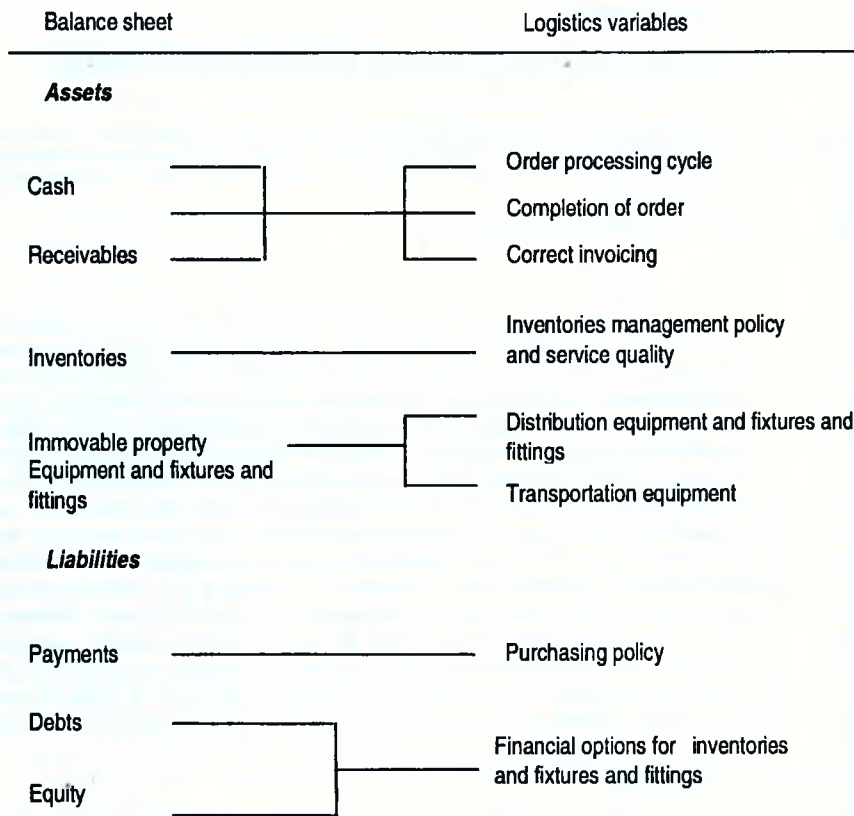 Balance sheet Logistics variables
Assets
Cash
Receivables
Order processing cycle
Completion of order
Correct invoicing
Inventories
Inventories management policy
and service quality
Immovable property
Equipment and fixtures and
fittings
Distribution equipment and fixtures and
fittings
Transportation equipment
Liabilities
Payments
Purchasing policy
Debts
Equity
Financial options for inventories
and fixtures and fittings